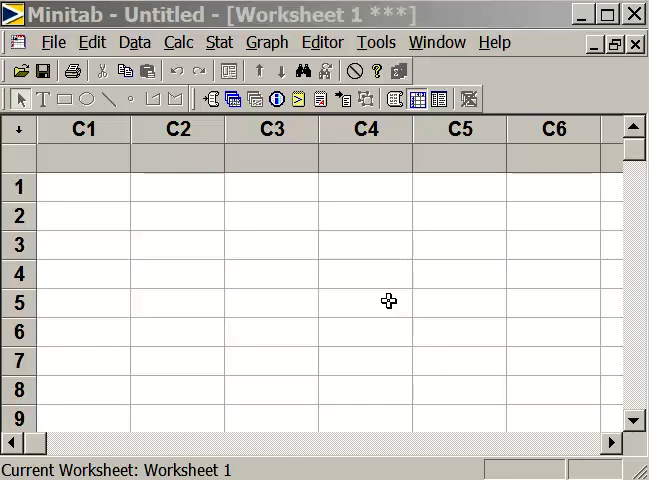 Minitab - Untitled - [Worksheet 1 ***]
File Edit Data Calc Stat Graph Editor Tools Window Help
C1 C2 C3 C4 C5 C6
1
2
3
4
5
6
7
8
9
Current Worksheet: Worksheet 1